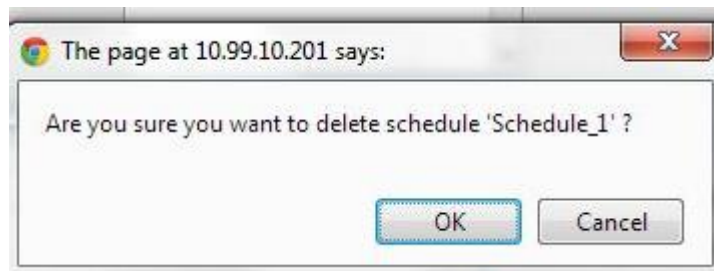 The page at 10.99.10.201 says:
Are you sure you want to delete schedule 'Schedule_1' ?
OK Cancel